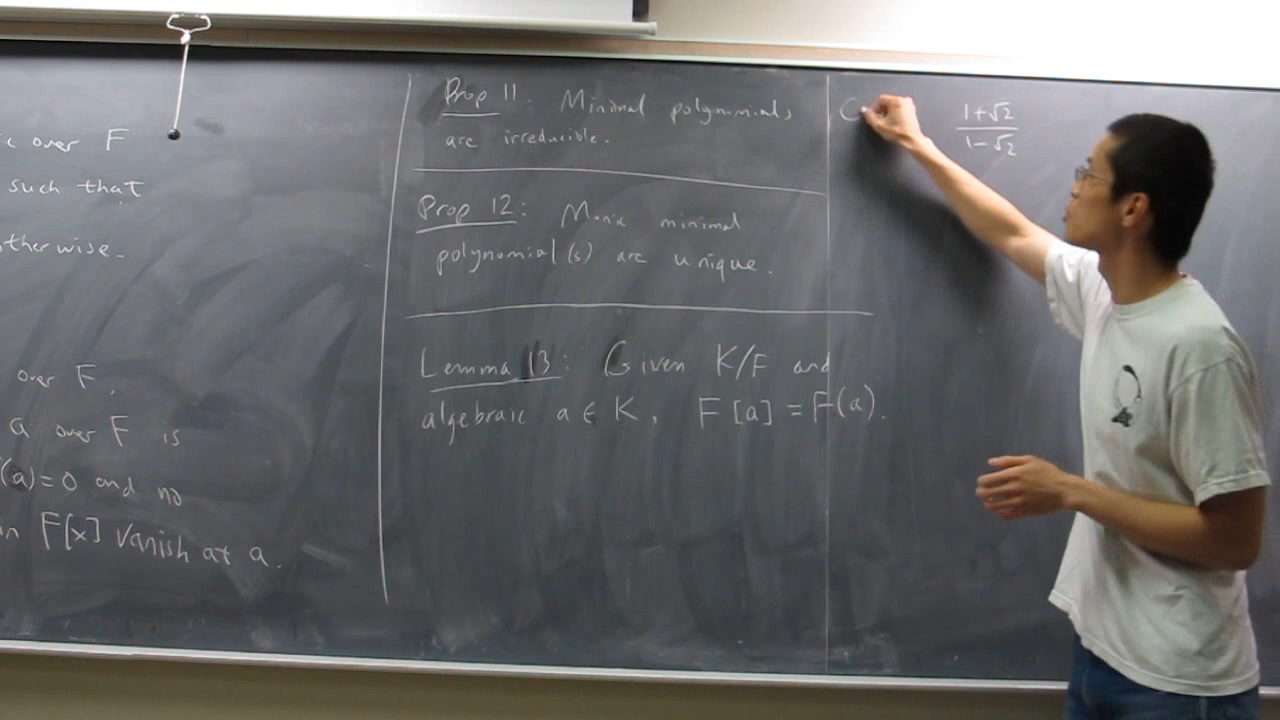 c over F
such that
otherwise.
over F.
a over F is
(a)=0 and no
in F[x] vanish at a.
Prop 11: Minimal polynomials
are irreducible.
Prop 12: Monic minimal
polynomial(s) are unique.
Lemma 13: Given K/F and
algebraic a ∈ K, F[a] = F(a).
C
1+√2
1-√2